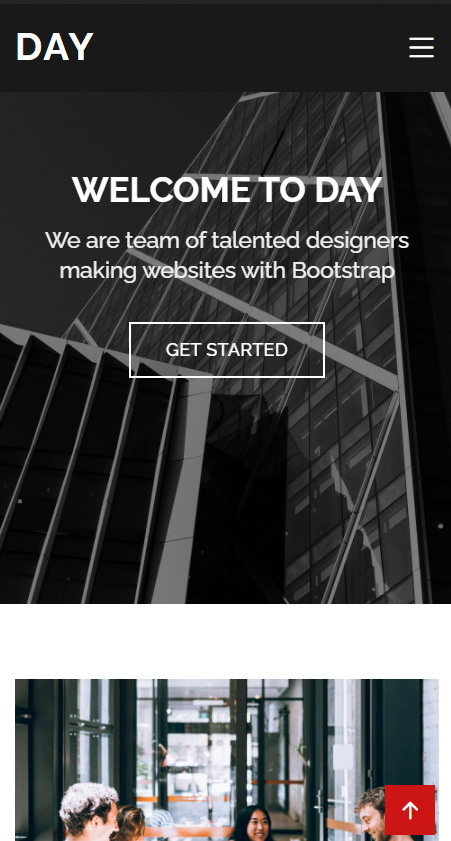 DAY
WELCOME TO DAY
We are team of talented designers
making websites with Bootstrap
GET STARTED